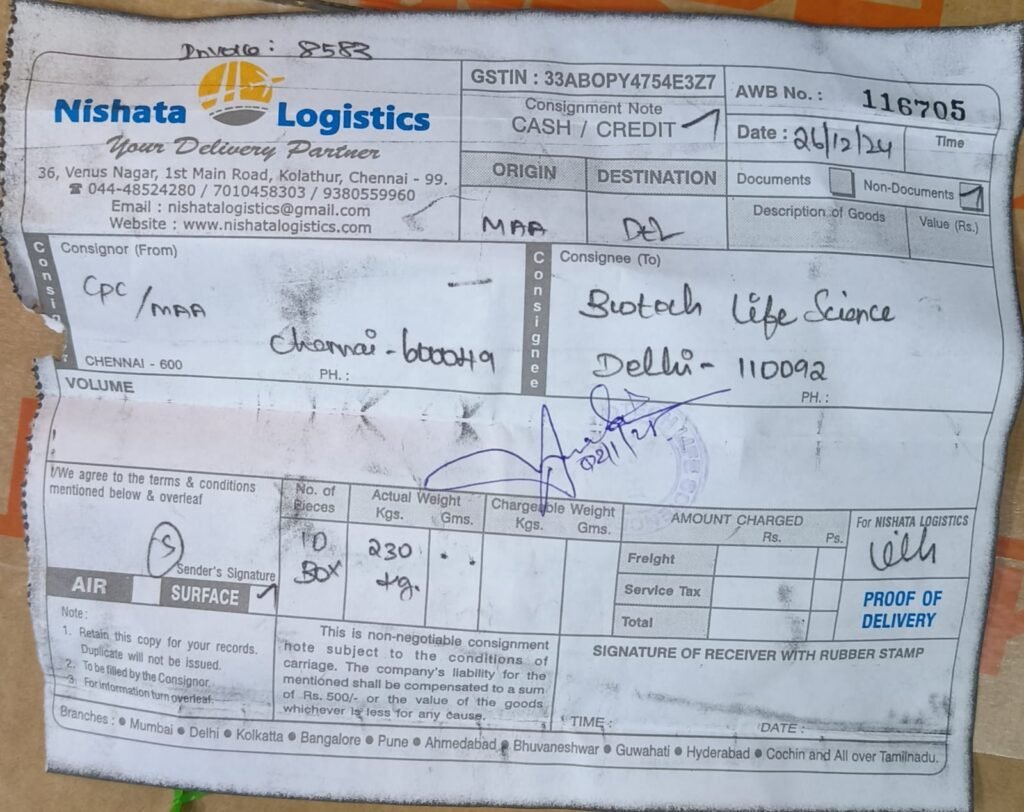 Invoice : 8583
Nishata Logistics
Your Delivery Partner
36, Venus Nagar, 1st Main Road, Kolathur, Chennai - 99.
☎ 044-48524280 / 7010458303 / 9380559960
Email : nishatalogistics@gmail.com
Website : www.nishatalogistics.com
GSTIN : 33ABOPY4754E3Z7
Consignment Note
CASH / CREDIT
AWB No. : 116705
Date : 26/12/24
Time
ORIGIN
DESTINATION
MAA
DEL
Documents
Non-Documents
Description of Goods
Value (Rs.)
Consignor (From)
CPC / MAA
Chennai - 6000049
CHENNAI - 600
PH. :
Consignee
Consignee (To)
Biotech Life Science
Delhi - 110092
PH. :
VOLUME
02/1/25
I/We agree to the terms & conditions
mentioned below & overleaf
S
Sender's Signature
AIR
SURFACE
No. of
Pieces
10
BOX
Actual Weight
Kgs. Gms.
230
kg.
Chargeable Weight
Kgs. Gms.
AMOUNT CHARGED
Rs. Ps.
Freight
Service Tax
Total
For NISHATA LOGISTICS
PROOF OF
DELIVERY
Note:
1. Retain this copy for your records.
Duplicate will not be issued.
2. To be filled by the Consignor.
3. For information turn overleaf.
This is non-negotiable consignment
note subject to the conditions of
carriage. The company's liability for the
mentioned shall be compensated to a sum
of Rs. 500/- or the value of the goods
whichever is less for any cause.
SIGNATURE OF RECEIVER WITH RUBBER STAMP
TIME :
DATE :
Branches : ● Mumbai ● Delhi ● Kolkatta ● Bangalore ● Pune ● Ahmedabad ● Bhuvaneshwar ● Guwahati ● Hyderabad ● Cochin and All over Tamilnadu.